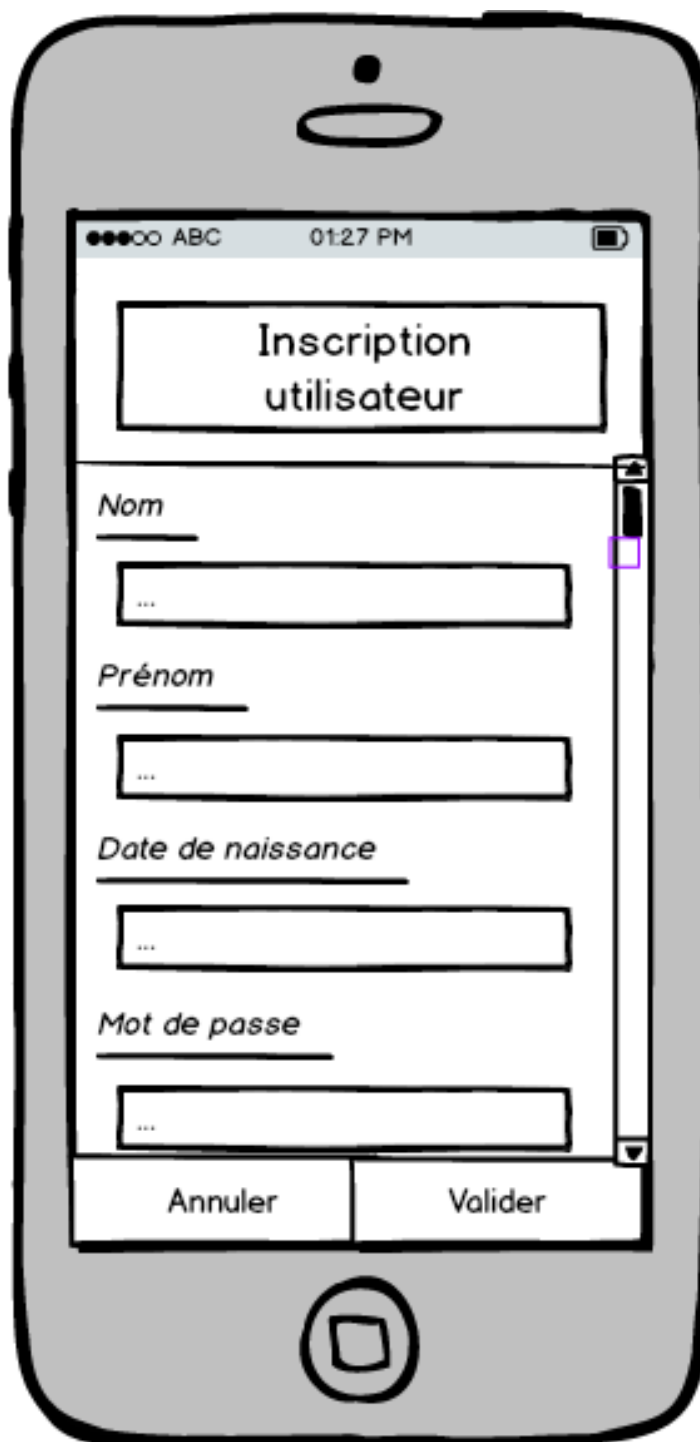 ABC 01:27 PM
Inscription
utilisateur
Nom
...
Prénom
...
Date de naissance
...
Mot de passe
...
Annuler Valider